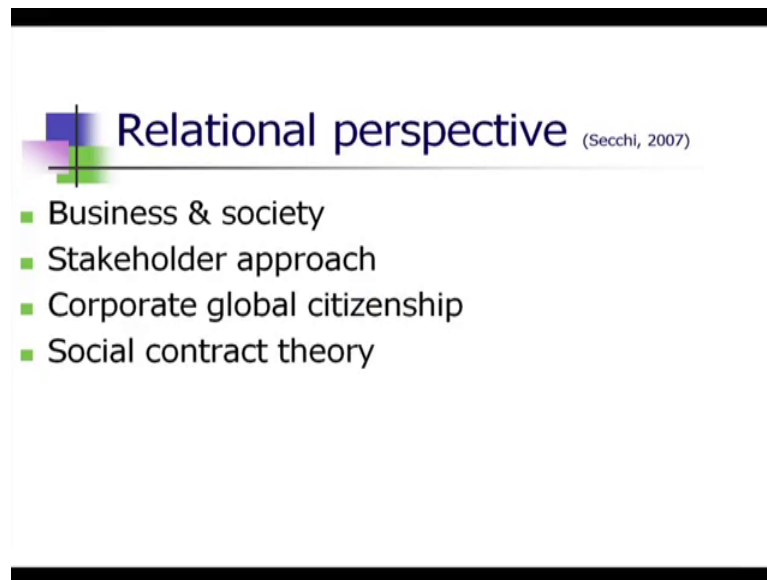 Relational perspective (Secchi, 2007)
Business & society
Stakeholder approach
Corporate global citizenship
Social contract theory